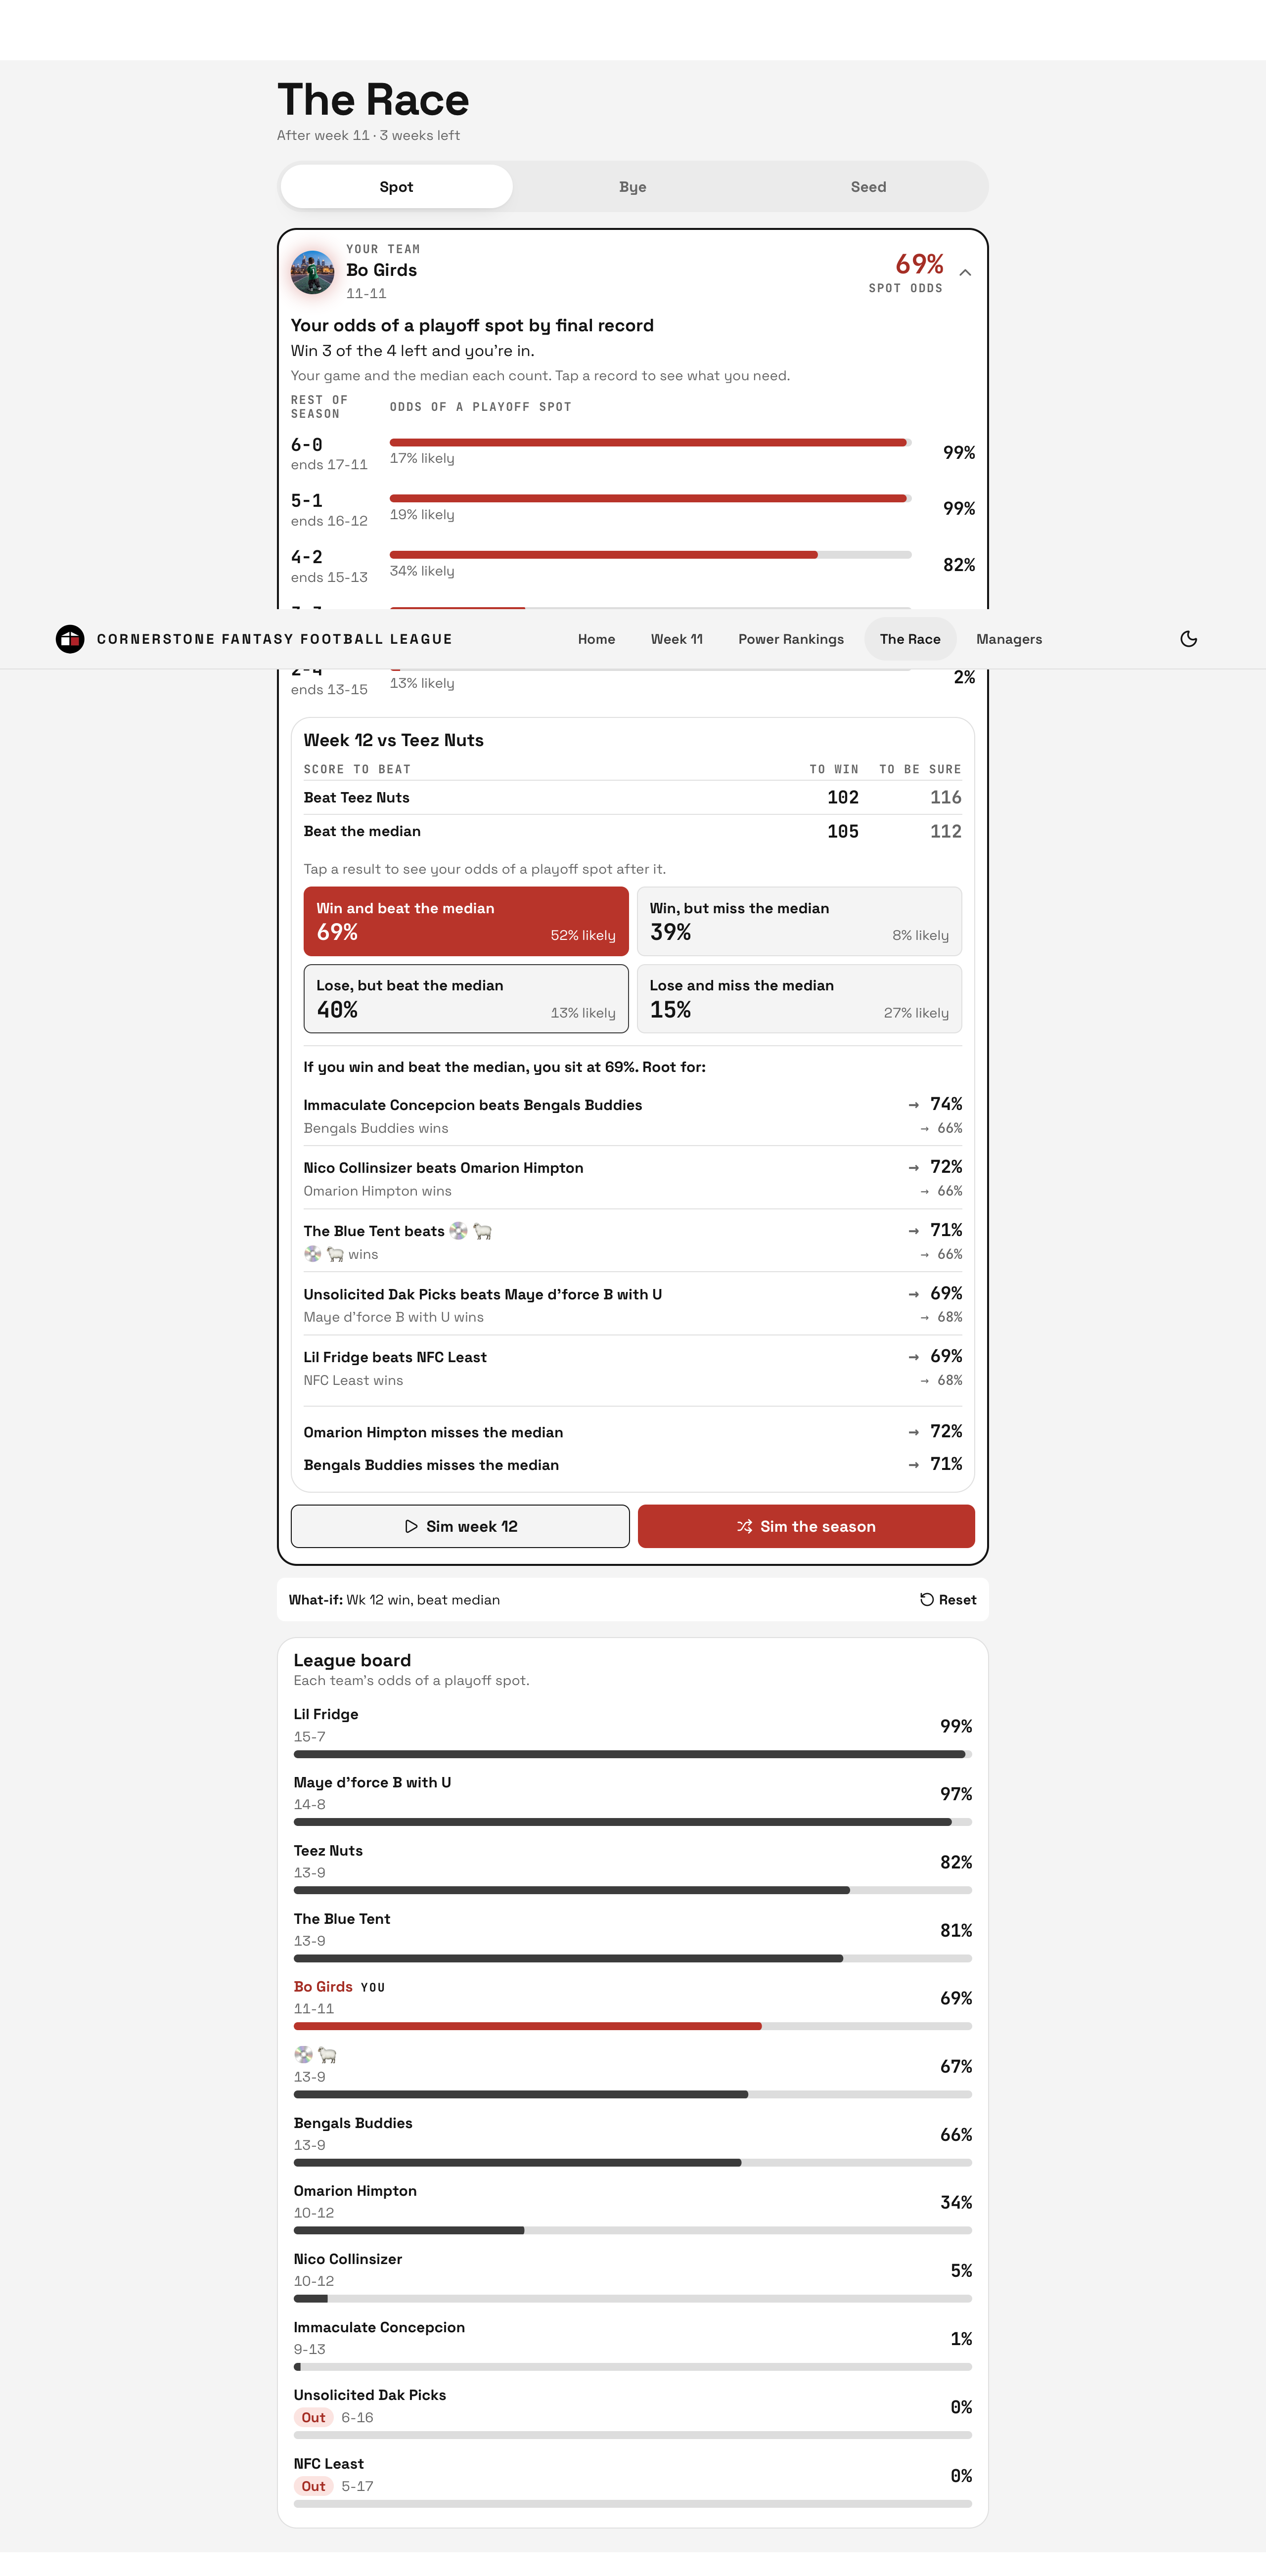 The Race
After week 11 · 3 weeks left
Spot
Bye
Seed
YOUR TEAM
Bo Girds
11-11
69%
SPOT ODDS
Your odds of a playoff spot by final record
Win 3 of the 4 left and you're in.
Your game and the median each count. Tap a record to see what you need.
REST OF SEASON
ODDS OF A PLAYOFF SPOT
6-0
ends 17-11
17% likely
99%
5-1
ends 16-12
19% likely
99%
4-2
ends 15-13
34% likely
82%
CORNERSTONE FANTASY FOOTBALL LEAGUE
Home
Week 11
Power Rankings
The Race
Managers
2-4
ends 13-15
13% likely
2%
Week 12 vs Teez Nuts
SCORE TO BEAT
TO WIN
TO BE SURE
Beat Teez Nuts
102
116
Beat the median
105
112
Tap a result to see your odds of a playoff spot after it.
Win and beat the median
69%
52% likely
Win, but miss the median
39%
8% likely
Lose, but beat the median
40%
13% likely
Lose and miss the median
15%
27% likely
If you win and beat the median, you sit at 69%. Root for:
Immaculate Concepcion beats Bengals Buddies
→ 74%
Bengals Buddies wins
→ 66%
Nico Collinsizer beats Omarion Himpton
→ 72%
Omarion Himpton wins
→ 66%
The Blue Tent beats 💿 🐑
→ 71%
💿 🐑 wins
→ 66%
Unsolicited Dak Picks beats Maye d'force B with U
→ 69%
Maye d'force B with U wins
→ 68%
Lil Fridge beats NFC Least
→ 69%
NFC Least wins
→ 68%
Omarion Himpton misses the median
→ 72%
Bengals Buddies misses the median
→ 71%
Sim week 12
Sim the season
What-if: Wk 12 win, beat median
Reset
League board
Each team's odds of a playoff spot.
Lil Fridge
15-7
99%
Maye d'force B with U
14-8
97%
Teez Nuts
13-9
82%
The Blue Tent
13-9
81%
Bo Girds YOU
11-11
69%
💿 🐑
13-9
67%
Bengals Buddies
13-9
66%
Omarion Himpton
10-12
34%
Nico Collinsizer
10-12
5%
Immaculate Concepcion
9-13
1%
Unsolicited Dak Picks
Out 6-16
0%
NFC Least
Out 5-17
0%